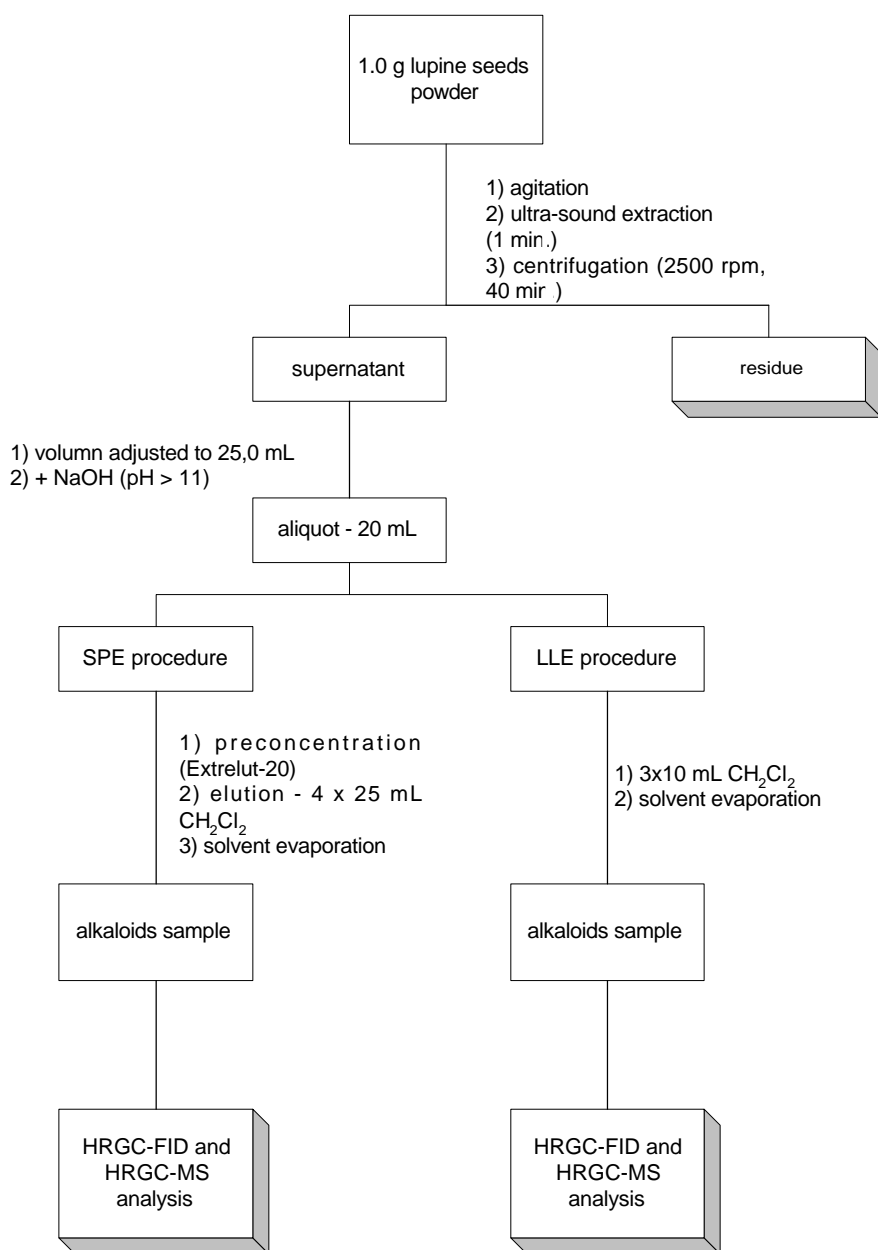 1.0 g lupine seeds
powder
1) agitation
2) ultra-sound extraction
(1 min.)
3) centrifugation (2500 rpm,
40 mir .)
supernatant
residue
1) volumn adjusted to 25,0 mL
2) + NaOH (pH > 11)
aliquot - 20 mL
SPE procedure
LLE procedure
1) preconcentration
(Extrelut-20)
2) elution - 4 x 25 mL
CH₂Cl₂
3) solvent evaporation
1) 3x10 mL CH₂Cl₂
2) solvent evaporation
alkaloids sample
alkaloids sample
HRGC-FID and
HRGC-MS
analysis
HRGC-FID and
HRGC-MS
analysis